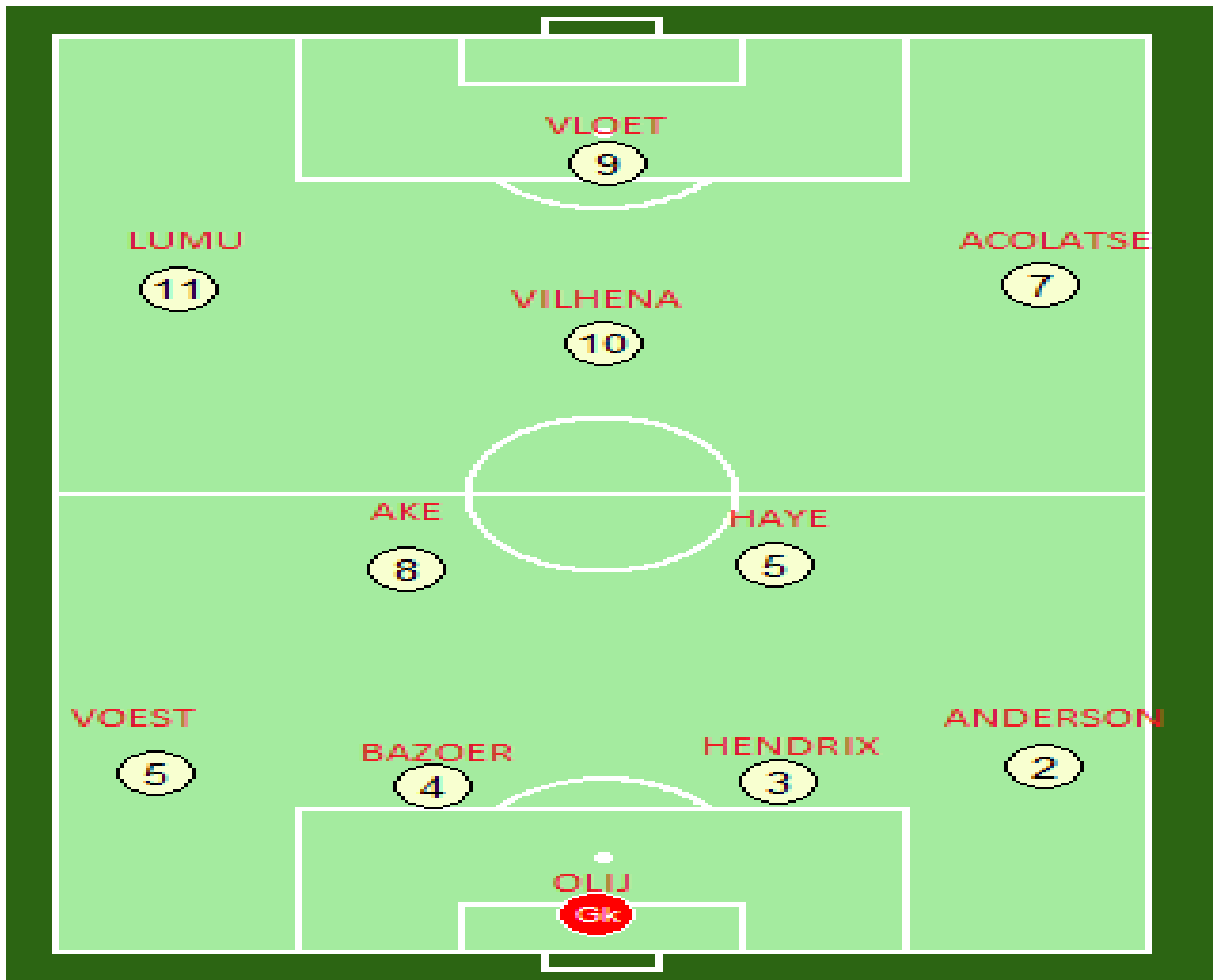 VLOET
9
LUMU
ACOLATSE
11
7
VILHENA
10
AKE
HAYE
8
5
VOEST
ANDERSON
BAZOER
HENDRIX
5
4
3
2
OLIJ
Gk